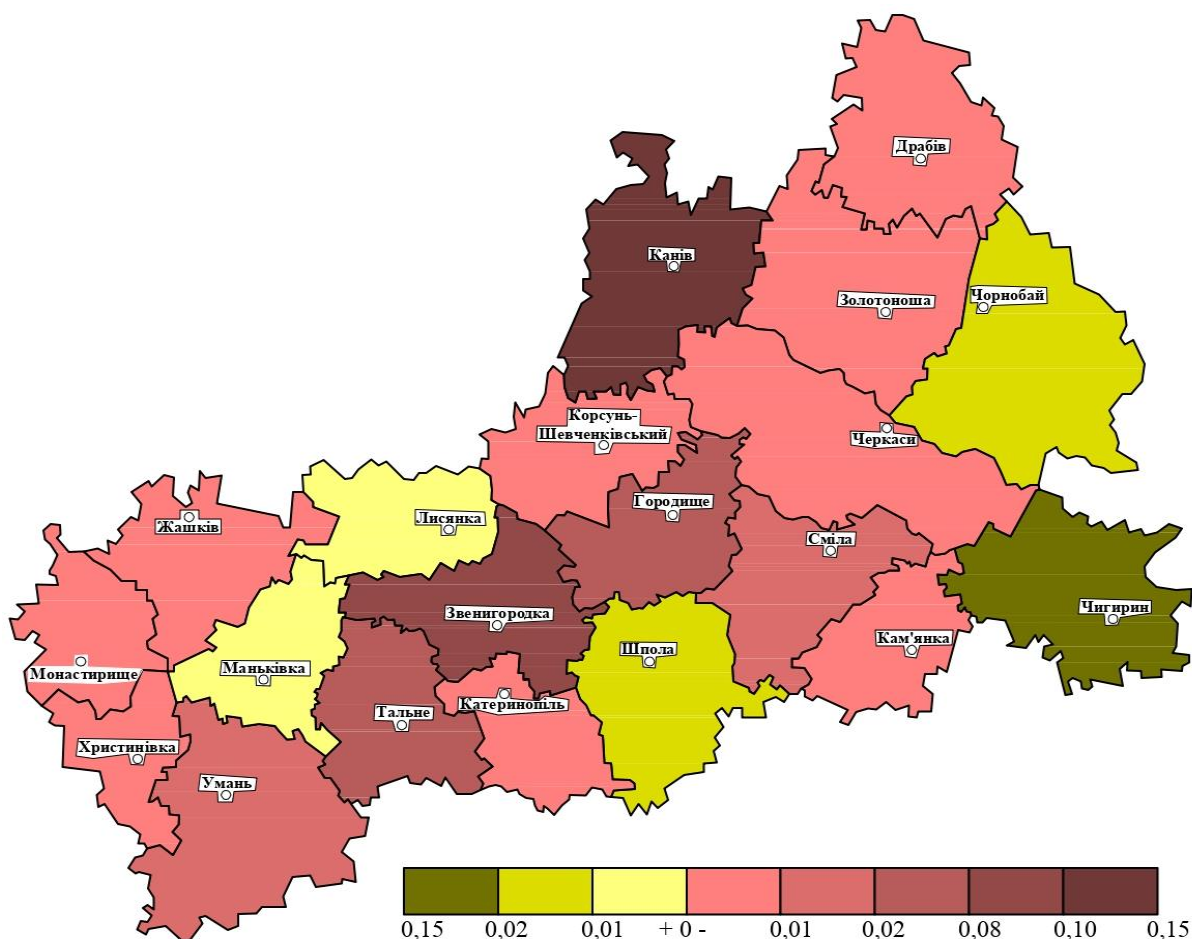 Драбів
Канів
Золотоноша
Чорнобай
Корсунь-
Шевченківський
Черкаси
Городище
Лисянка
Жашків
Сміла
Звенигородка
Чигирин
Кам'янка
Шпола
Маньківка
Монастирище
Катеринопіль
Тальне
Христинівка
Умань
0,15 0,02 0,01 + 0 - 0,01 0,02 0,08 0,10 0,15